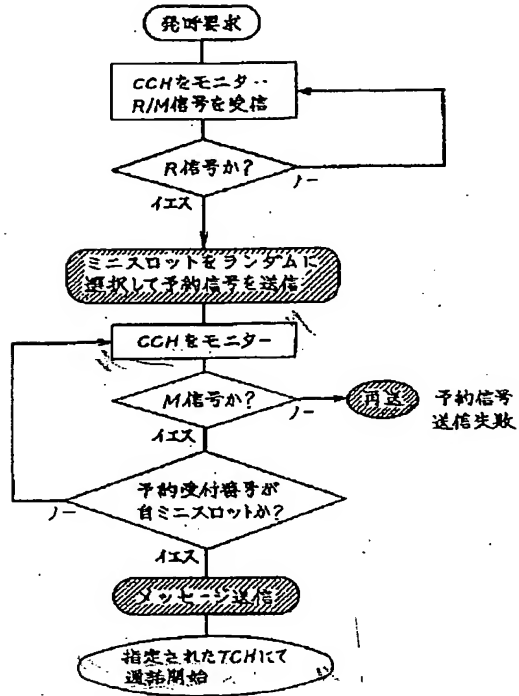 発呼要求
CCHをモニター
R/M信号を受信
R信号か?
ノー
イエス
ミニスロットをランダムに
選択して予約信号を送信
CCHをモニター
M信号か?
ノー
イエス
再送
予約信号
送信失敗
予約受付番号が
自ミニスロットか?
ノー
イエス
メッセージ送信
指定されたTCHにて
通話開始